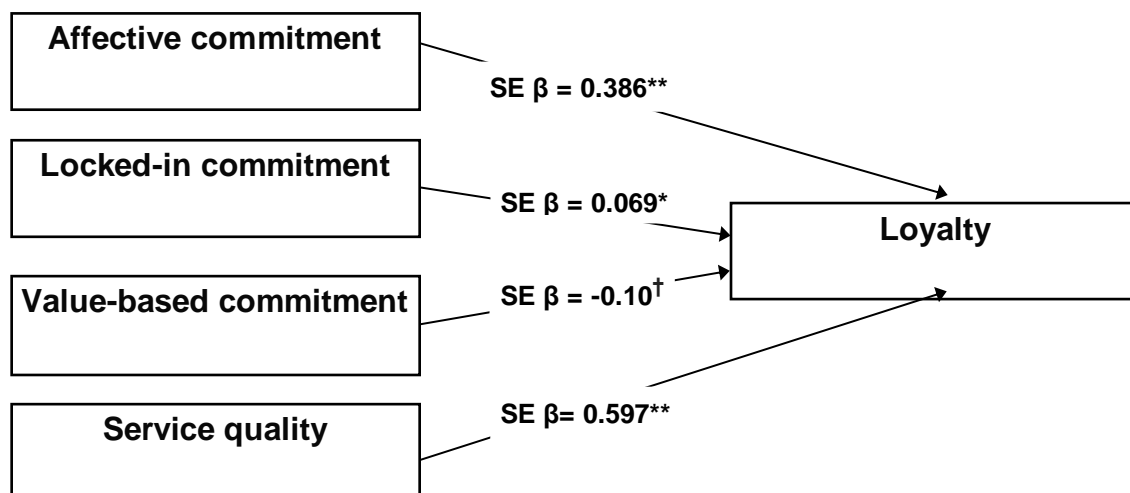 Affective commitment
SE β = 0.386**
Locked-in commitment
SE β = 0.069*
Loyalty
Value-based commitment
SE β = -0.10†
SE β= 0.597**
Service quality